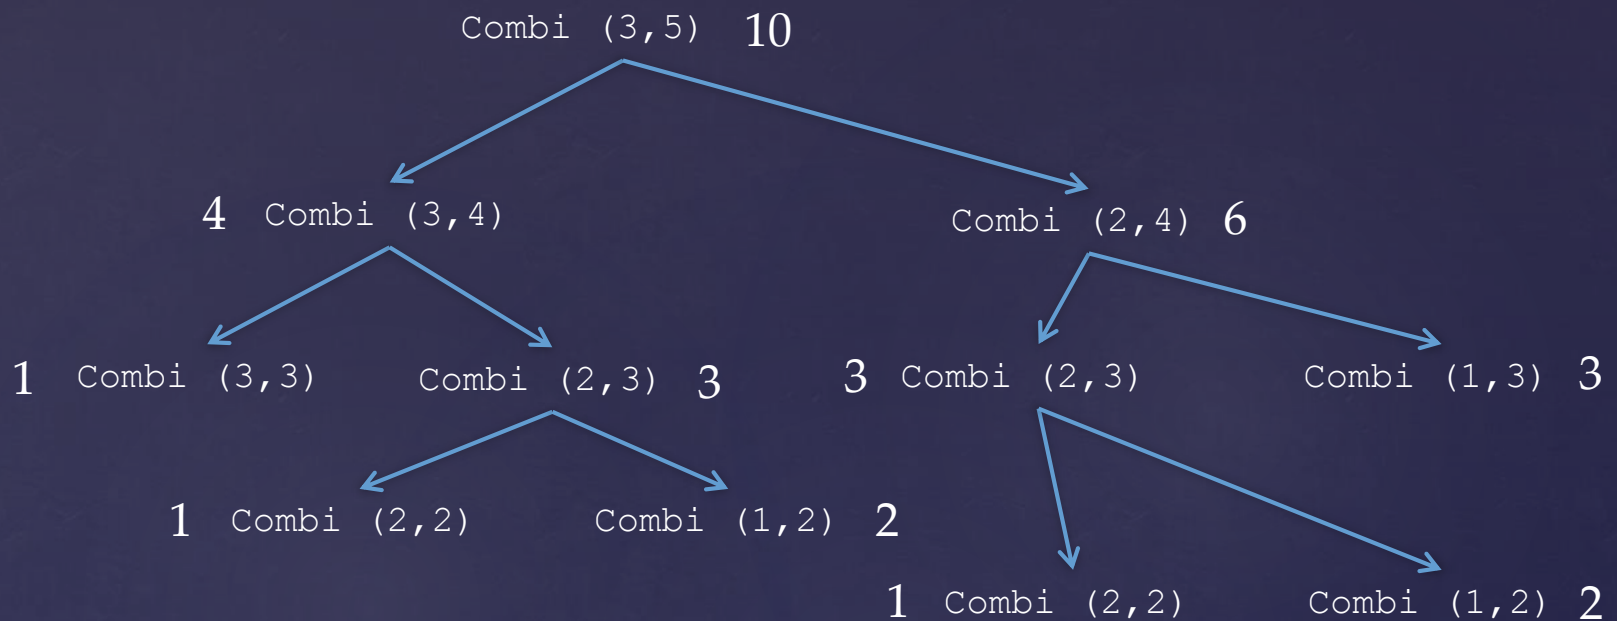 Combi (3,5) 10
4 Combi (3,4)
Combi (2,4) 6
1 Combi (3,3)
Combi (2,3) 3
3 Combi (2,3)
Combi (1,3) 3
1 Combi (2,2)
Combi (1,2) 2
1 Combi (2,2)
Combi (1,2) 2